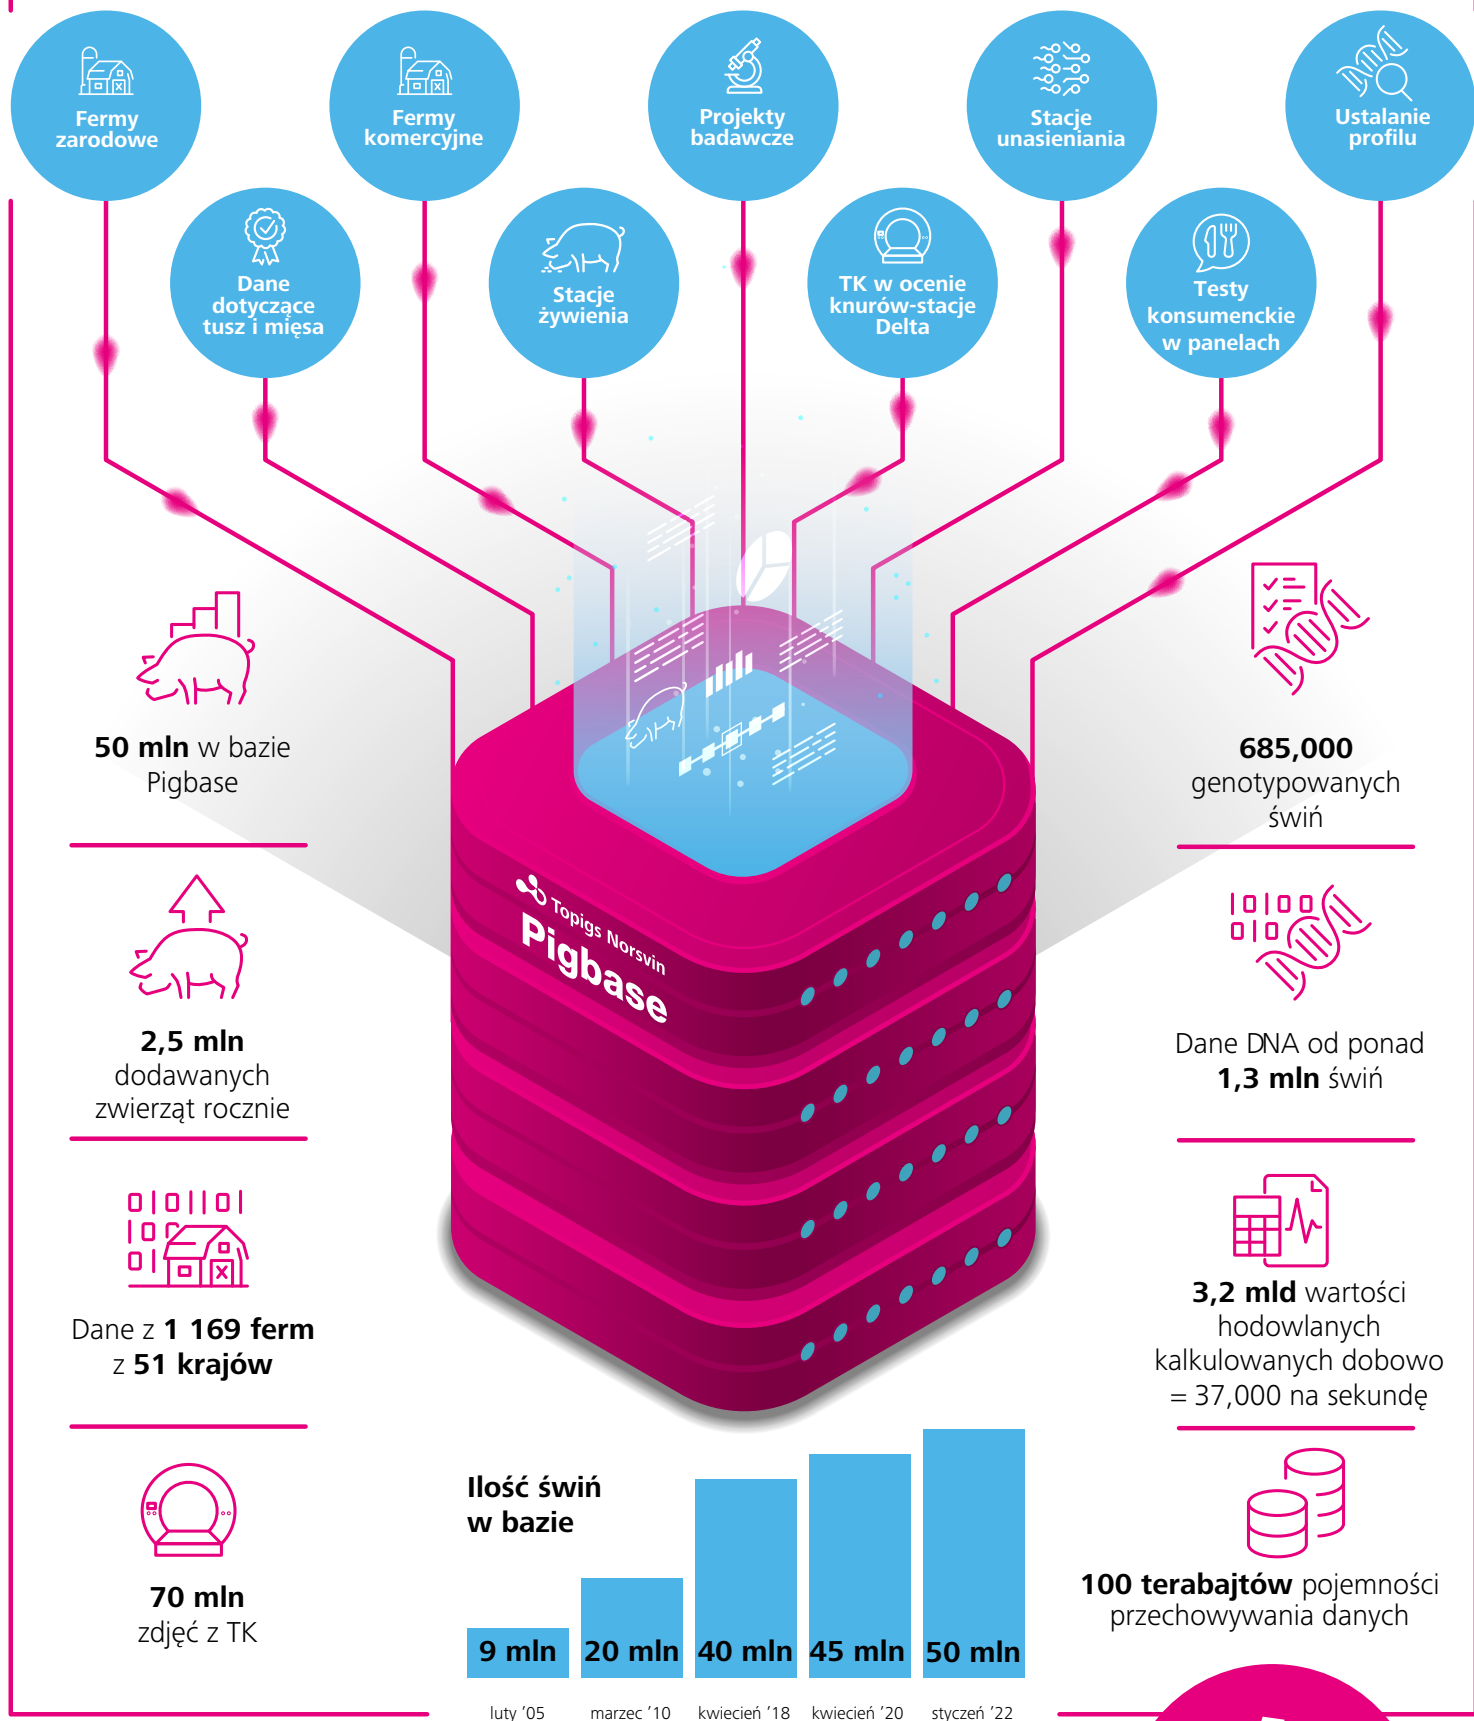 Fermy
zarodowe
Fermy
komercyjne
Projekty
badawcze
Stacje
unasieniania
Ustalanie
profilu
Dane
dotyczące
tusz i mięsa
Stacje
żywienia
TK w ocenie
knurów-stacje
Delta
Testy
konsumenckie
w panelach
50 mln w bazie
Pigbase
2,5 mln
dodawanych
zwierząt rocznie
Dane z 1 169 ferm
z 51 krajów
70 mln
zdjęć z TK
Topigs Norsvin
Pigbase
685,000
genotypowanych
świń
Dane DNA od ponad
1,3 mln świń
3,2 mld wartości
hodowlanych
kalkulowanych dobowo
= 37,000 na sekundę
100 terabajtów pojemności
przechowywania danych
Ilość świń
w bazie
9 mln 20 mln 40 mln 45 mln 50 mln
luty ’05 marzec ’10 kwiecień ’18 kwiecień ’20 styczeń ’22